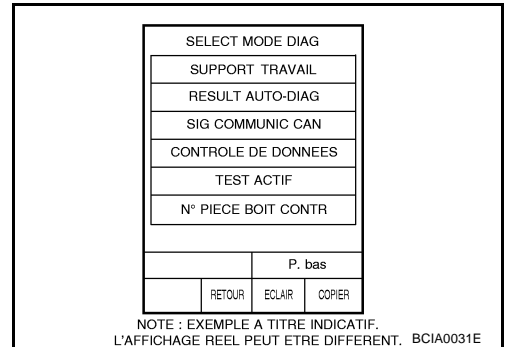 SELECT MODE DIAG
SUPPORT TRAVAIL
RESULT AUTO-DIAG
SIG COMMUNIC CAN
CONTROLE DE DONNEES
TEST ACTIF
N° PIECE BOIT CONTR
P. bas
RETOUR ECLAIR COPIER
NOTE : EXEMPLE A TITRE INDICATIF.
L'AFFICHAGE REEL PEUT ETRE DIFFERENT. BCIA0031E